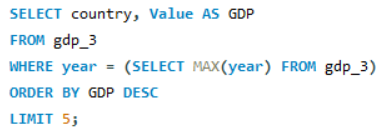 SELECT country, Value AS GDP
FROM gdp_3
WHERE year = (SELECT MAX(year) FROM gdp_3)
ORDER BY GDP DESC
LIMIT 5;